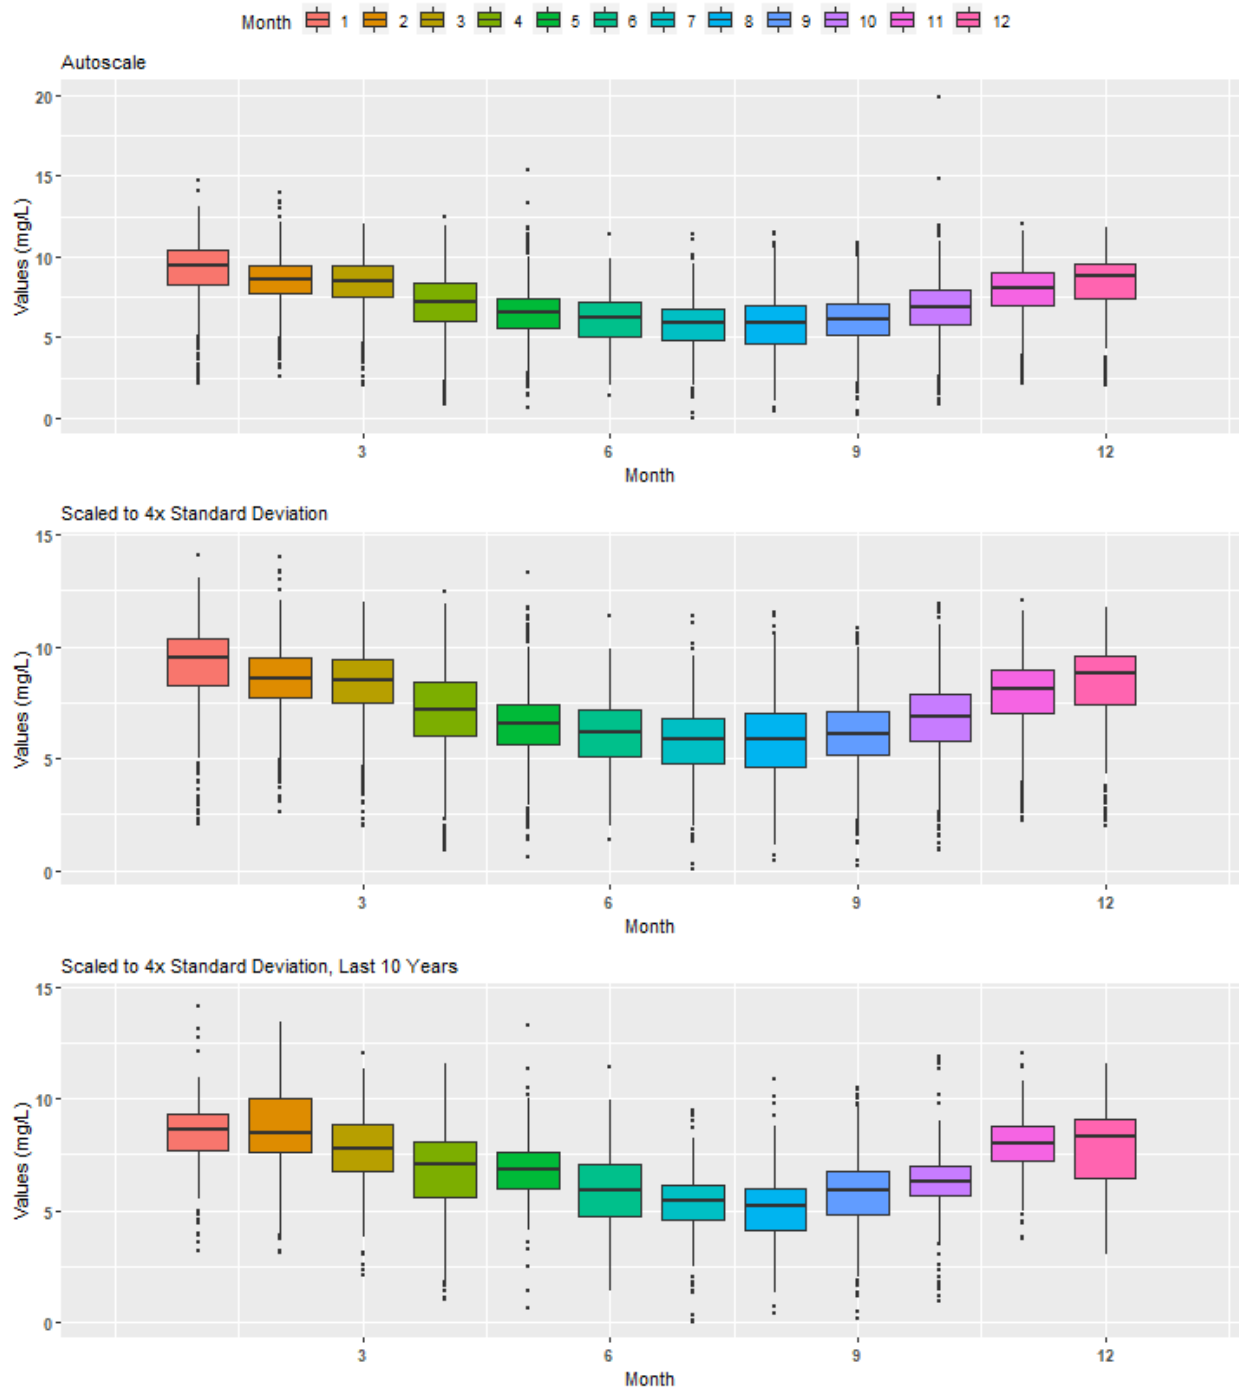 Month 1 2 3 4 5 6 7 8 9 10 11 12
Autoscale
20
15
10
5
0
Values (mg/L)
3 6 9 12
Month
Scaled to 4x Standard Deviation
15
10
5
0
Values (mg/L)
3 6 9 12
Month
Scaled to 4x Standard Deviation, Last 10 Years
15
10
5
0
Values (mg/L)
3 6 9 12
Month